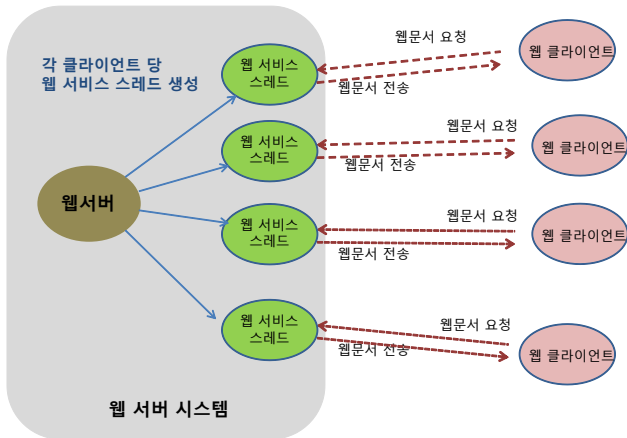 각 클라이언트 당
웹 서비스 스레드 생성
웹서버
웹 서비스
스레드
웹문서 요청
웹문서 전송
웹 클라이언트
웹 서비스
스레드
웹문서 요청
웹문서 전송
웹 클라이언트
웹 서비스
스레드
웹문서 요청
웹문서 전송
웹 클라이언트
웹 서비스
스레드
웹문서 요청
웹문서 전송
웹 클라이언트
웹 서버 시스템